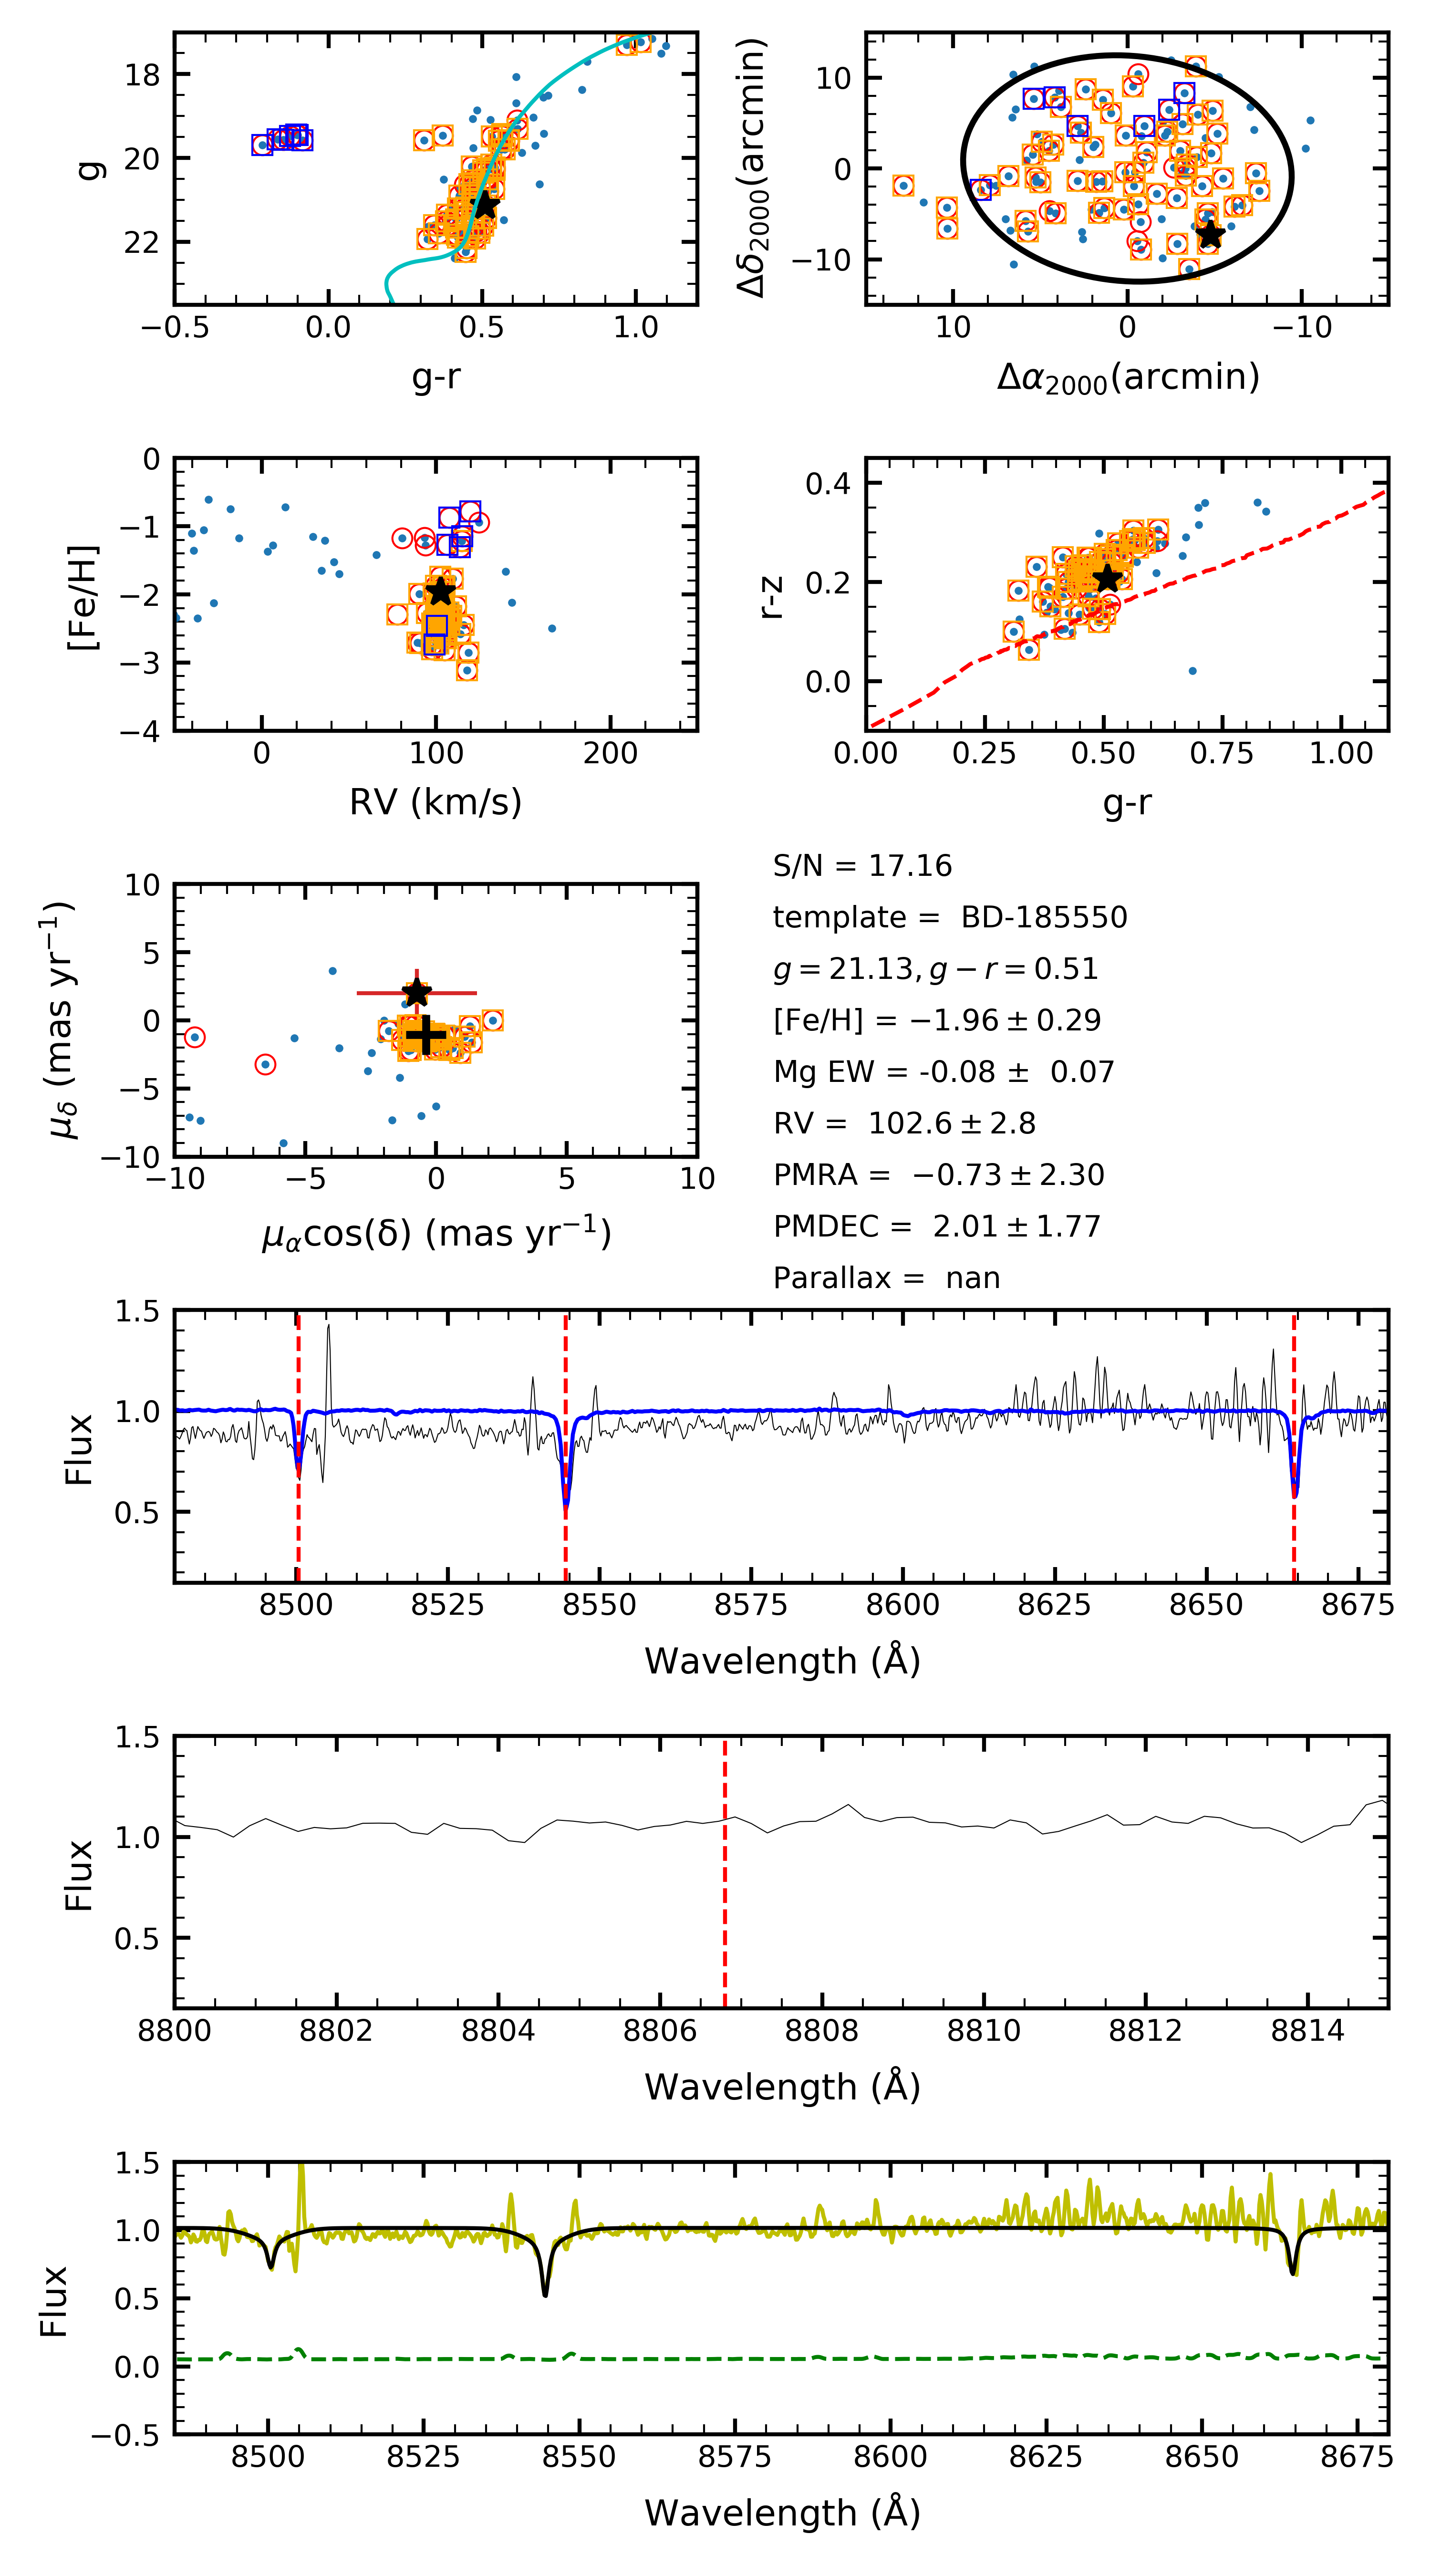 18
20
22
g
−0.5
0.0
0.5
1.0
g-r
10
0
−10
Δδ2000(arcmin)
10
0
−10
Δα2000(arcmin)
0
−1
−2
−3
−4
[Fe/H]
0
100
200
RV (km/s)
0.4
0.2
0.0
r-z
0.00
0.25
0.50
0.75
1.00
g-r
10
5
0
−5
−10
μδ (mas yr−1)
−10
−5
0
5
10
μαcos(δ) (mas yr−1)
S/N = 17.16
template = BD-185550
g = 21.13, g − r = 0.51
[Fe/H] = −1.96 ± 0.29
Mg EW = -0.08 ± 0.07
RV = 102.6 ± 2.8
PMRA = −0.73 ± 2.30
PMDEC = 2.01 ± 1.77
Parallax = nan
1.5
1.0
0.5
Flux
8500
8525
8550
8575
8600
8625
8650
8675
Wavelength (Å)
1.5
1.0
0.5
Flux
8800
8802
8804
8806
8808
8810
8812
8814
Wavelength (Å)
1.5
1.0
0.5
0.0
−0.5
Flux
8500
8525
8550
8575
8600
8625
8650
8675
Wavelength (Å)